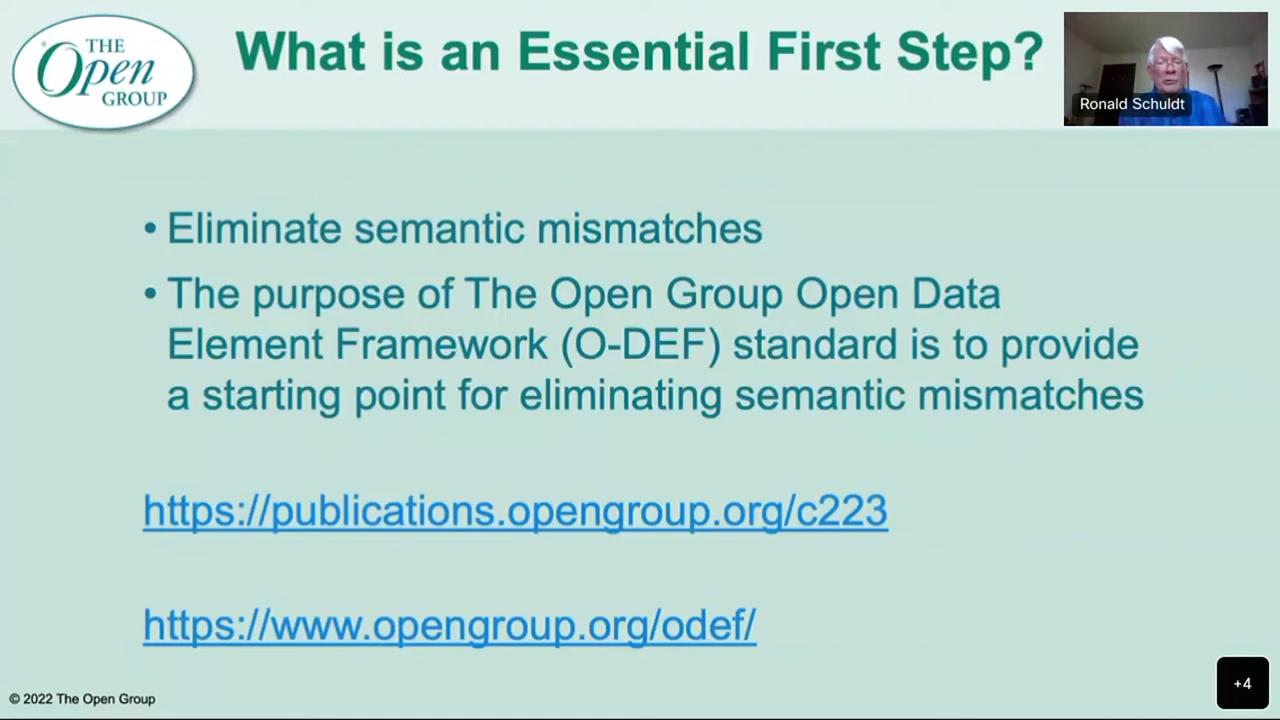 THE
Open
GROUP
What is an Essential First Step?
Ronald Schuldt
• Eliminate semantic mismatches
• The purpose of The Open Group Open Data
Element Framework (O-DEF) standard is to provide
a starting point for eliminating semantic mismatches
https://publications.opengroup.org/c223
https://www.opengroup.org/odef/
© 2022 The Open Group
+4